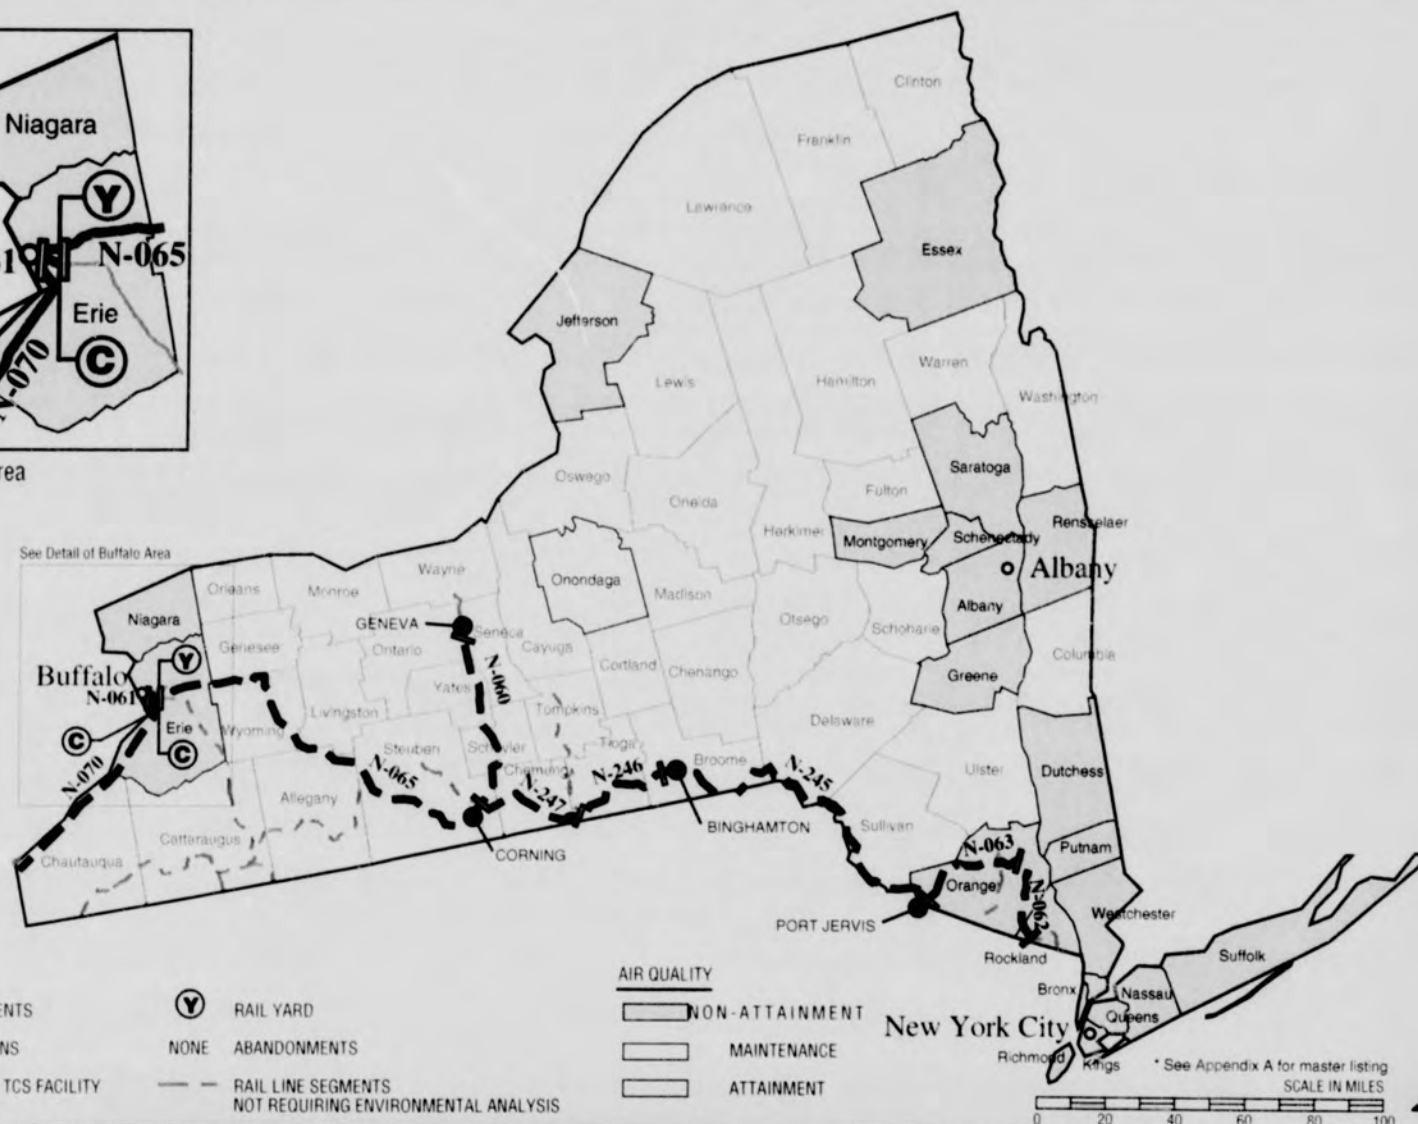 Niagara
Y
N-065
Erie
C
N-070
See Detail of Buffalo Area
Clinton
Franklin
Lawrence
Essex
Jefferson
Lewis
Hamilton
Warren
Washington
Saratoga
Oswego
Oneida
Fulton
Herkimer
Montgomery
Schenectady
Rensselaer
Albany
Albany
Onondaga
Madison
Otsego
Schoharie
Columbia
Greene
Orleans
Monroe
Wayne
Niagara
Genesee
GENEVA
Seneca
Ontario
Cayuga
Cortland
Chenango
Buffalo
Y
N-061
Erie
C
C
N-070
Wyoming
Livingston
Yates
N-060
Tompkins
Delaware
Steuben
Schuyler
Tioga
Broome
Chemung
N-065
N-247
N-246
N-245
Ulster
Dutchess
Allegany
Cattaraugus
Chautauqua
CORNING
BINGHAMTON
Sullivan
N-063
Putnam
Orange
N-062
PORT JERVIS
Westchester
Rockland
Suffolk
Bronx
Nassau
Queens
New York City
Richmond
Kings
Y RAIL YARD
NONE ABANDONMENTS
TCS FACILITY
RAIL LINE SEGMENTS
NOT REQUIRING ENVIRONMENTAL ANALYSIS
AIR QUALITY
NON-ATTAINMENT
MAINTENANCE
ATTAINMENT
* See Appendix A for master listing
SCALE IN MILES
0 20 40 60 80 100